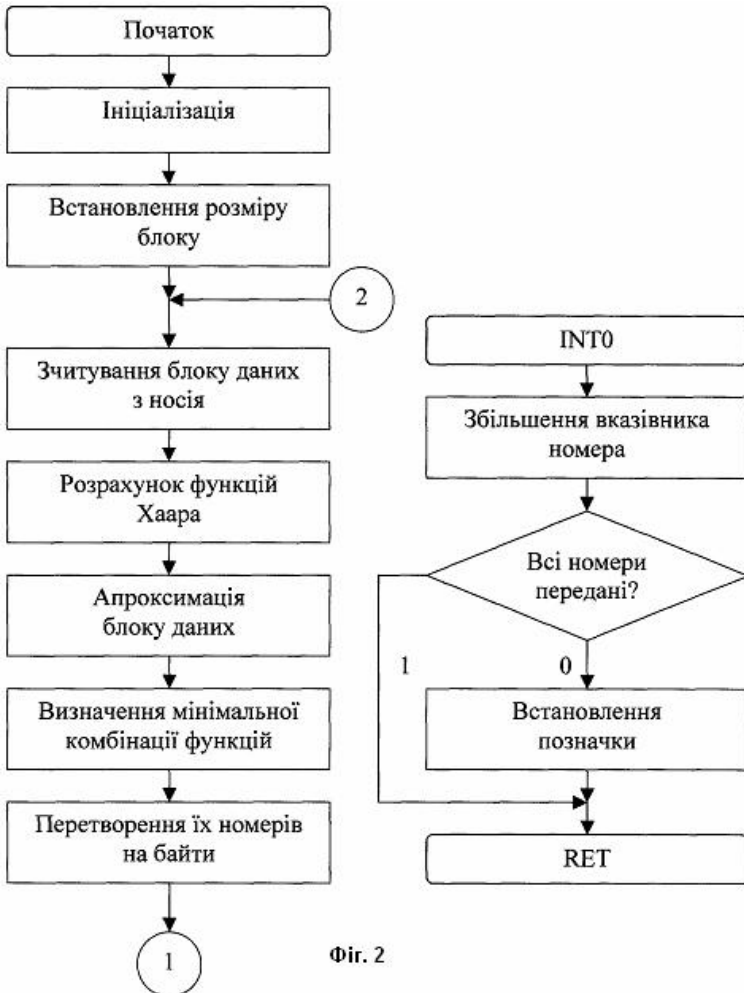 Початок
Ініціалізація
Встановлення розміру
блоку
2
Зчитування блоку даних
з носія
Розрахунок функцій
Хаара
Апроксимація
блоку даних
Визначення мінімальної
комбінації функцій
Перетворення їх номерів
на байти
1
INT0
Збільшення вказівника
номера
Всі номери
передані?
1
0
Встановлення
позначки
RET
Фіг. 2